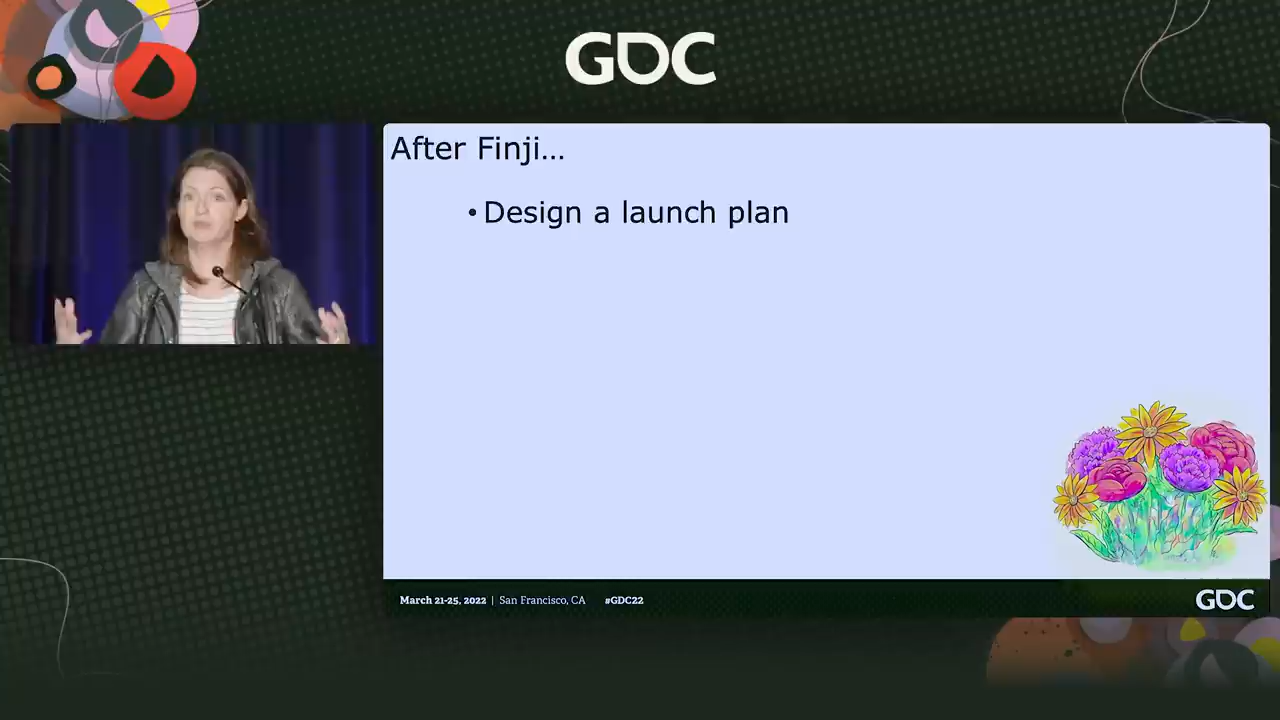 GDC
After Finji...
• Design a launch plan
March 21-25, 2022 | San Francisco, CA #GDC22
GDC